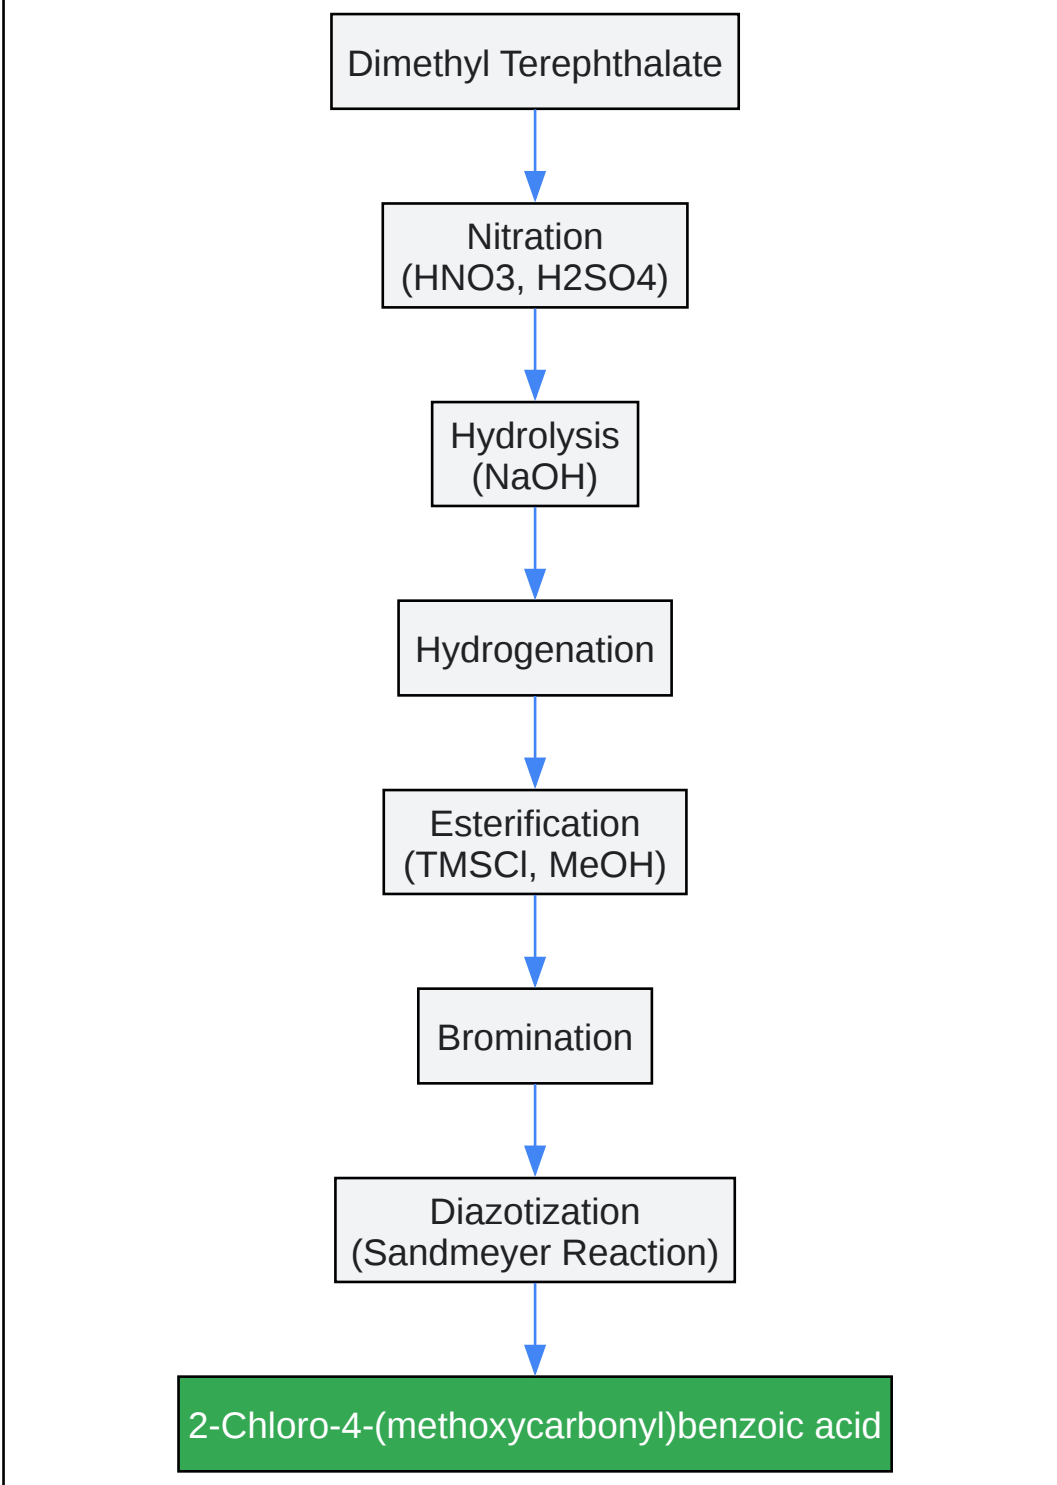 Dimethyl Terephthalate
Nitration
(HNO3, H2SO4)
Hydrolysis
(NaOH)
Hydrogenation
Esterification
(TMSCl, MeOH)
Bromination
Diazotization
(Sandmeyer Reaction)
2-Chloro-4-(methoxycarbonyl)benzoic acid